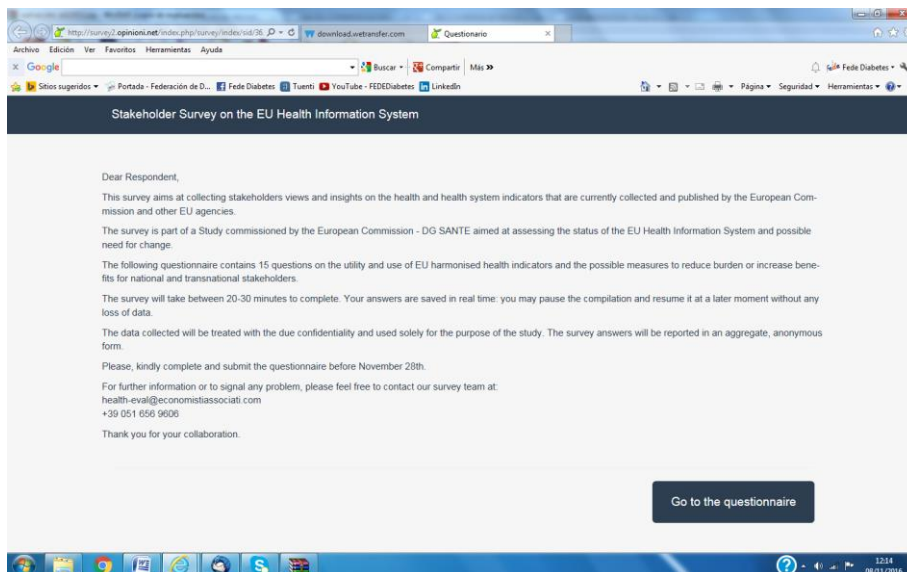 http://survey2.opinioni.net/index.php/survey/index/sid/36
download.wetransfer.com
Questionario
Archivo Edición Ver Favoritos Herramientas Ayuda
x Google Buscar Compartir Más »
Fede Diabetes
Sitios sugeridos Portada - Federación de D... Fede Diabetes Tuenti YouTube - FEDEDiabetes LinkedIn
Página Seguridad Herramientas
Stakeholder Survey on the EU Health Information System
Dear Respondent,
This survey aims at collecting stakeholders views and insights on the health and health system indicators that are currently collected and published by the European Com-
mission and other EU agencies.
The survey is part of a Study commissioned by the European Commission - DG SANTE aimed at assessing the status of the EU Health Information System and possible
need for change.
The following questionnaire contains 15 questions on the utility and use of EU harmonised health indicators and the possible measures to reduce burden or increase bene-
fits for national and transnational stakeholders.
The survey will take between 20-30 minutes to complete. Your answers are saved in real time: you may pause the compilation and resume it at a later moment without any
loss of data.
The data collected will be treated with the due confidentiality and used solely for the purpose of the study. The survey answers will be reported in an aggregate, anonymous
form.
Please, kindly complete and submit the questionnaire before November 28th.
For further information or to signal any problem, please feel free to contact our survey team at:
health-eval@economistiassociati.com
+39 051 656 9606
Thank you for your collaboration.
Go to the questionnaire
12:14
08/11/2016